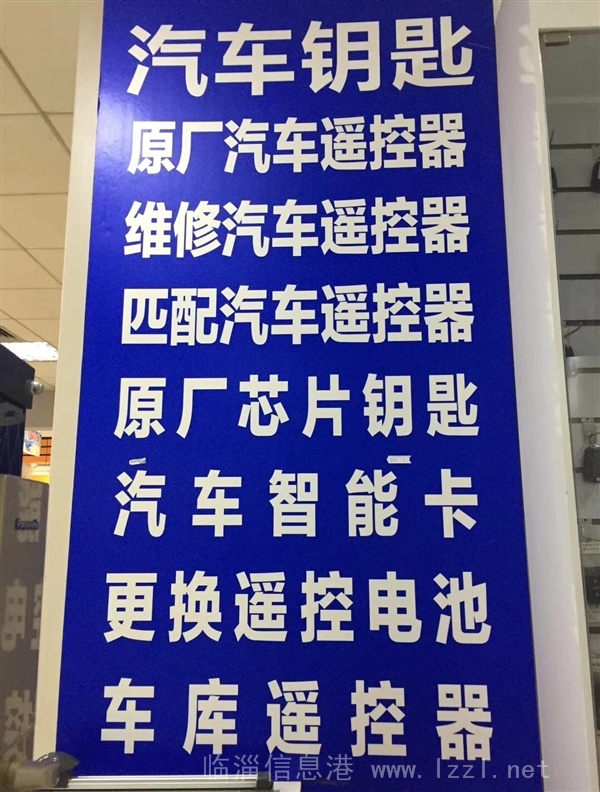 汽车钥匙
原厂汽车遥控器
维修汽车遥控器
匹配汽车遥控器
原厂芯片钥匙
汽车智能卡
更换遥控电池
车库遥控器
临淄信息港 www.lzzl.net